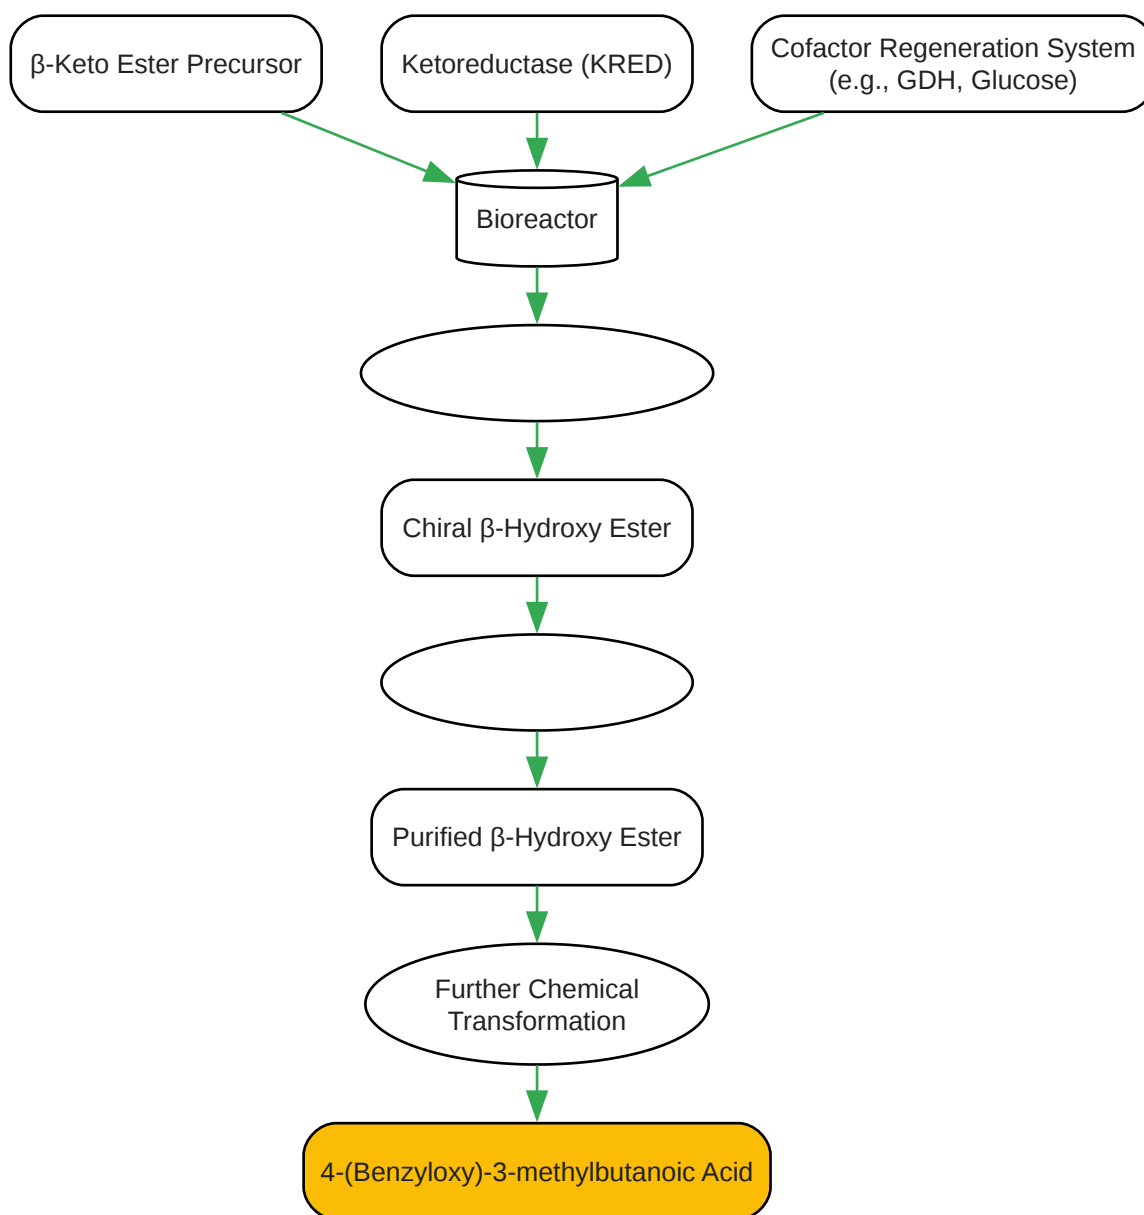 β-Keto Ester Precursor
Ketoreductase (KRED)
Cofactor Regeneration System
(e.g., GDH, Glucose)
Bioreactor
Chiral β-Hydroxy Ester
Purified β-Hydroxy Ester
Further Chemical
Transformation
4-(Benzyloxy)-3-methylbutanoic Acid